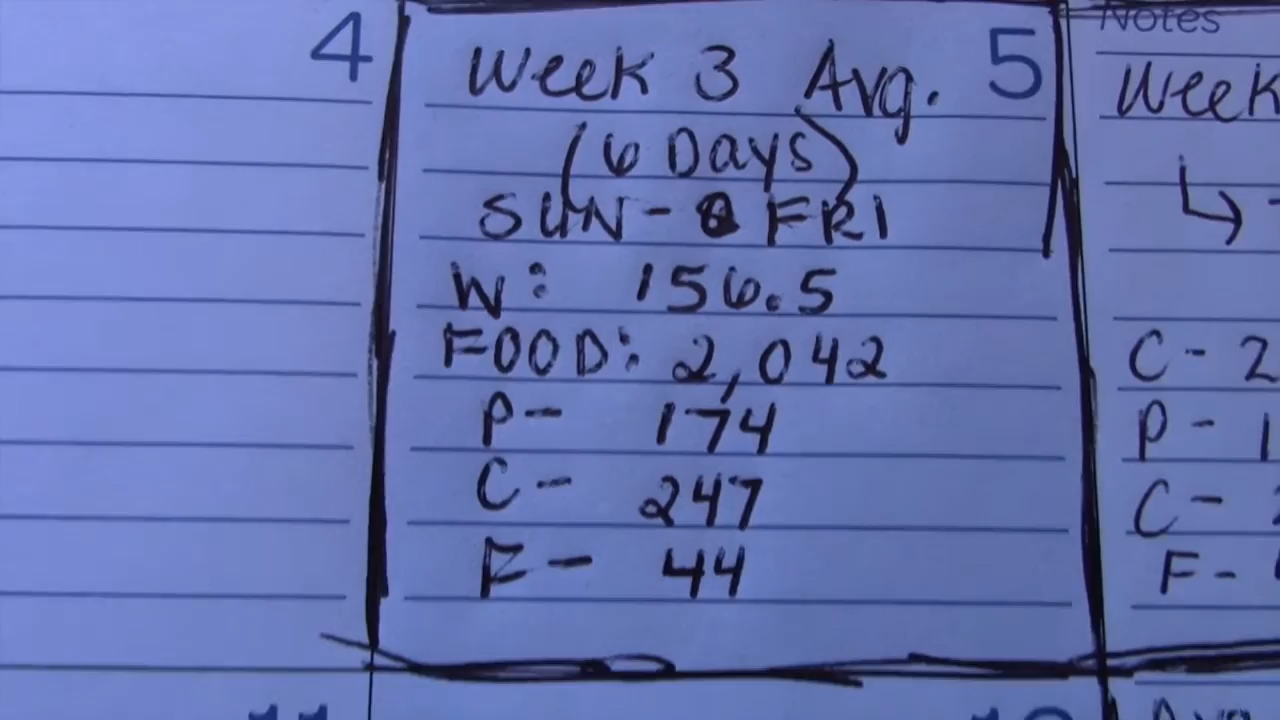 4
Week 3 Avg. 5
(6 Days)
SUN - FRI
W: 156.5
FOOD: 2,042
P- 174
C- 247
F- 44
Notes
Week
C- 2
P- 1
C-
F-
11